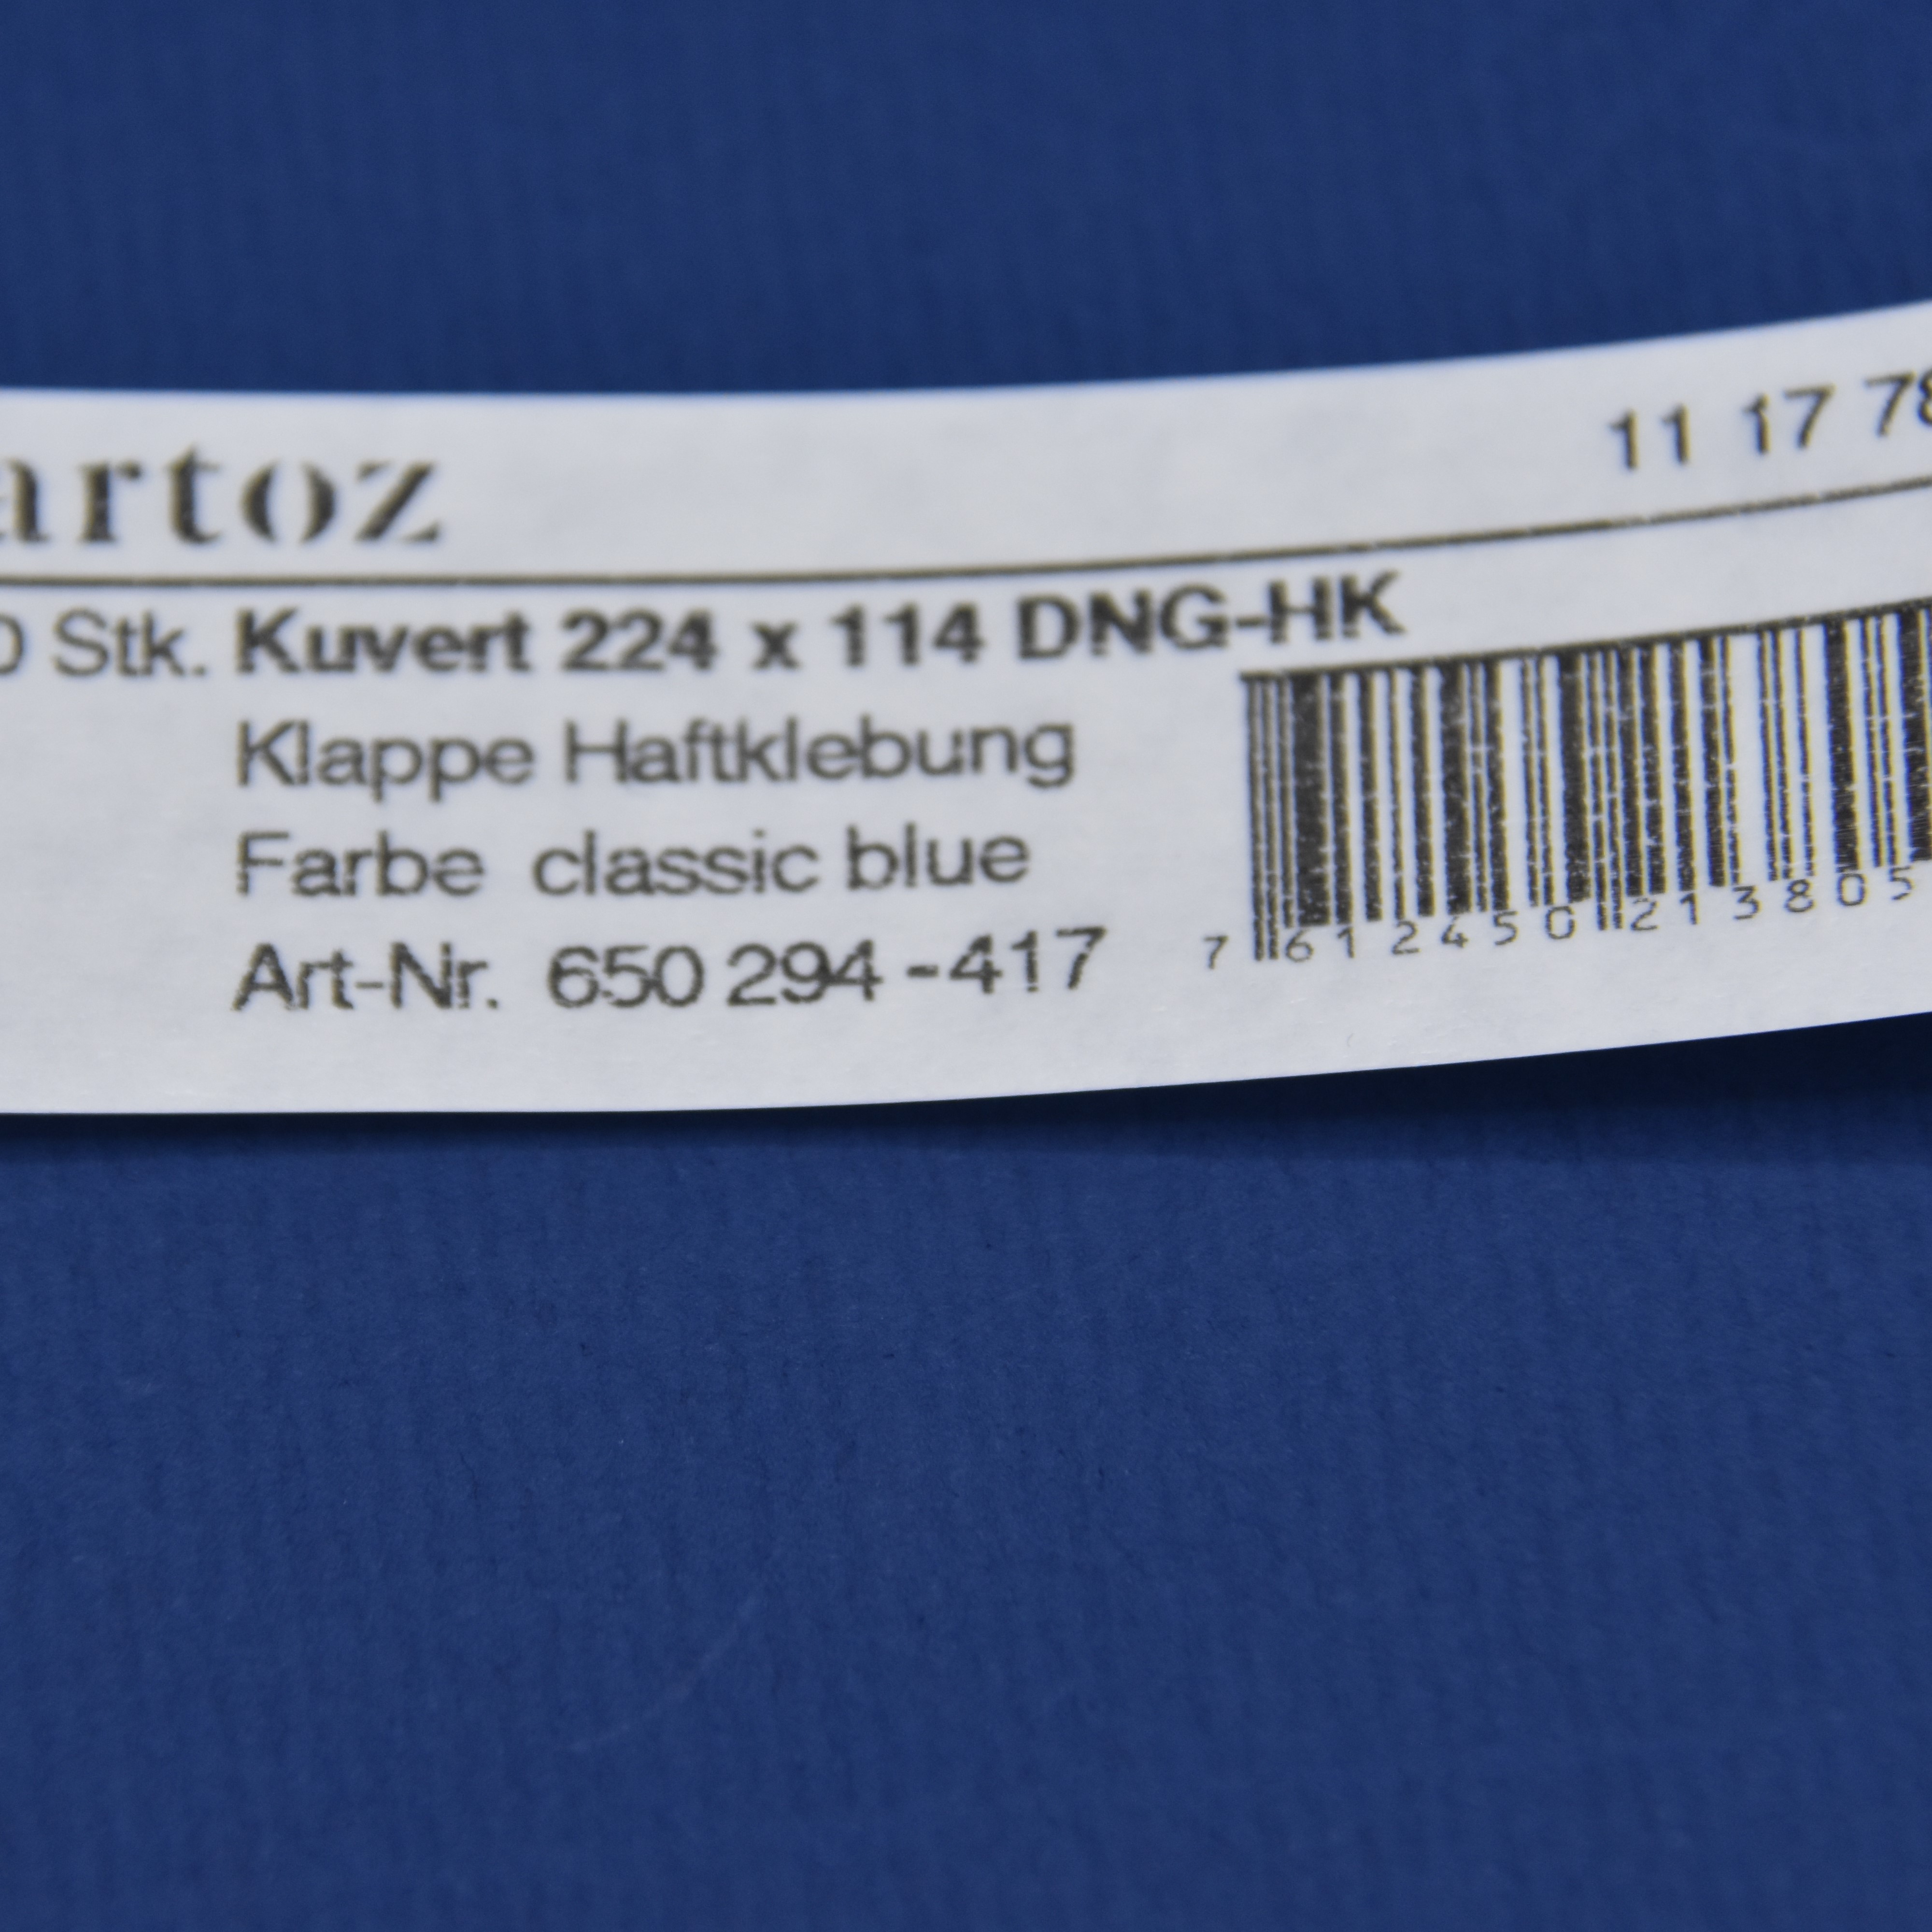 artoz
11 17 78
0 Stk. Kuvert 224 x 114 DNG-HK
Klappe Haftklebung
Farbe classic blue
Art-Nr. 650 294-417
7 612450 213805